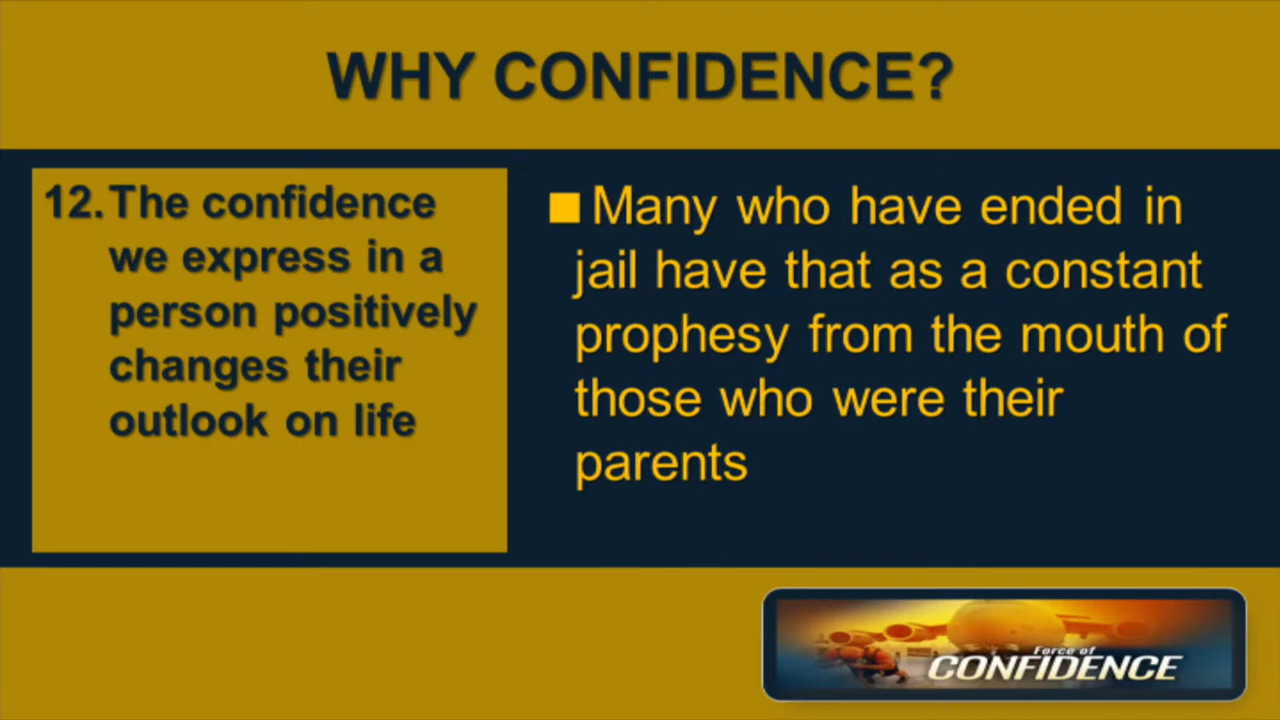 WHY CONFIDENCE?
12. The confidence
we express in a
person positively
changes their
outlook on life
Many who have ended in
jail have that as a constant
prophesy from the mouth of
those who were their
parents
Force of
CONFIDENCE